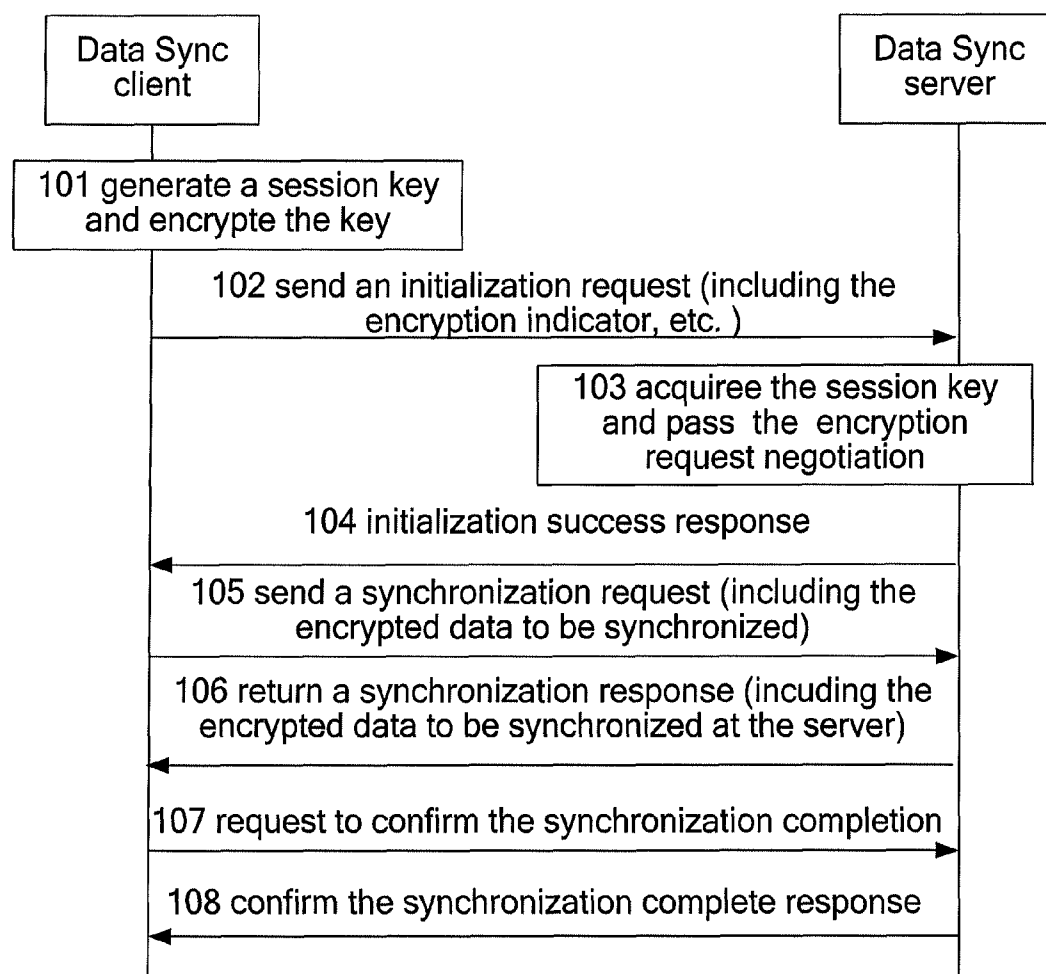 Data Sync
client
Data Sync
server
101 generate a session key
and encrypte the key
102 send an initialization request (including the
encryption indicator, etc. )
103 acquiree the session key
and pass the encryption
request negotiation
104 initialization success response
105 send a synchronization request (including the
encrypted data to be synchronized)
106 return a synchronization response (incuding the
encrypted data to be synchronized at the server)
107 request to confirm the synchronization completion
108 confirm the synchronization complete response